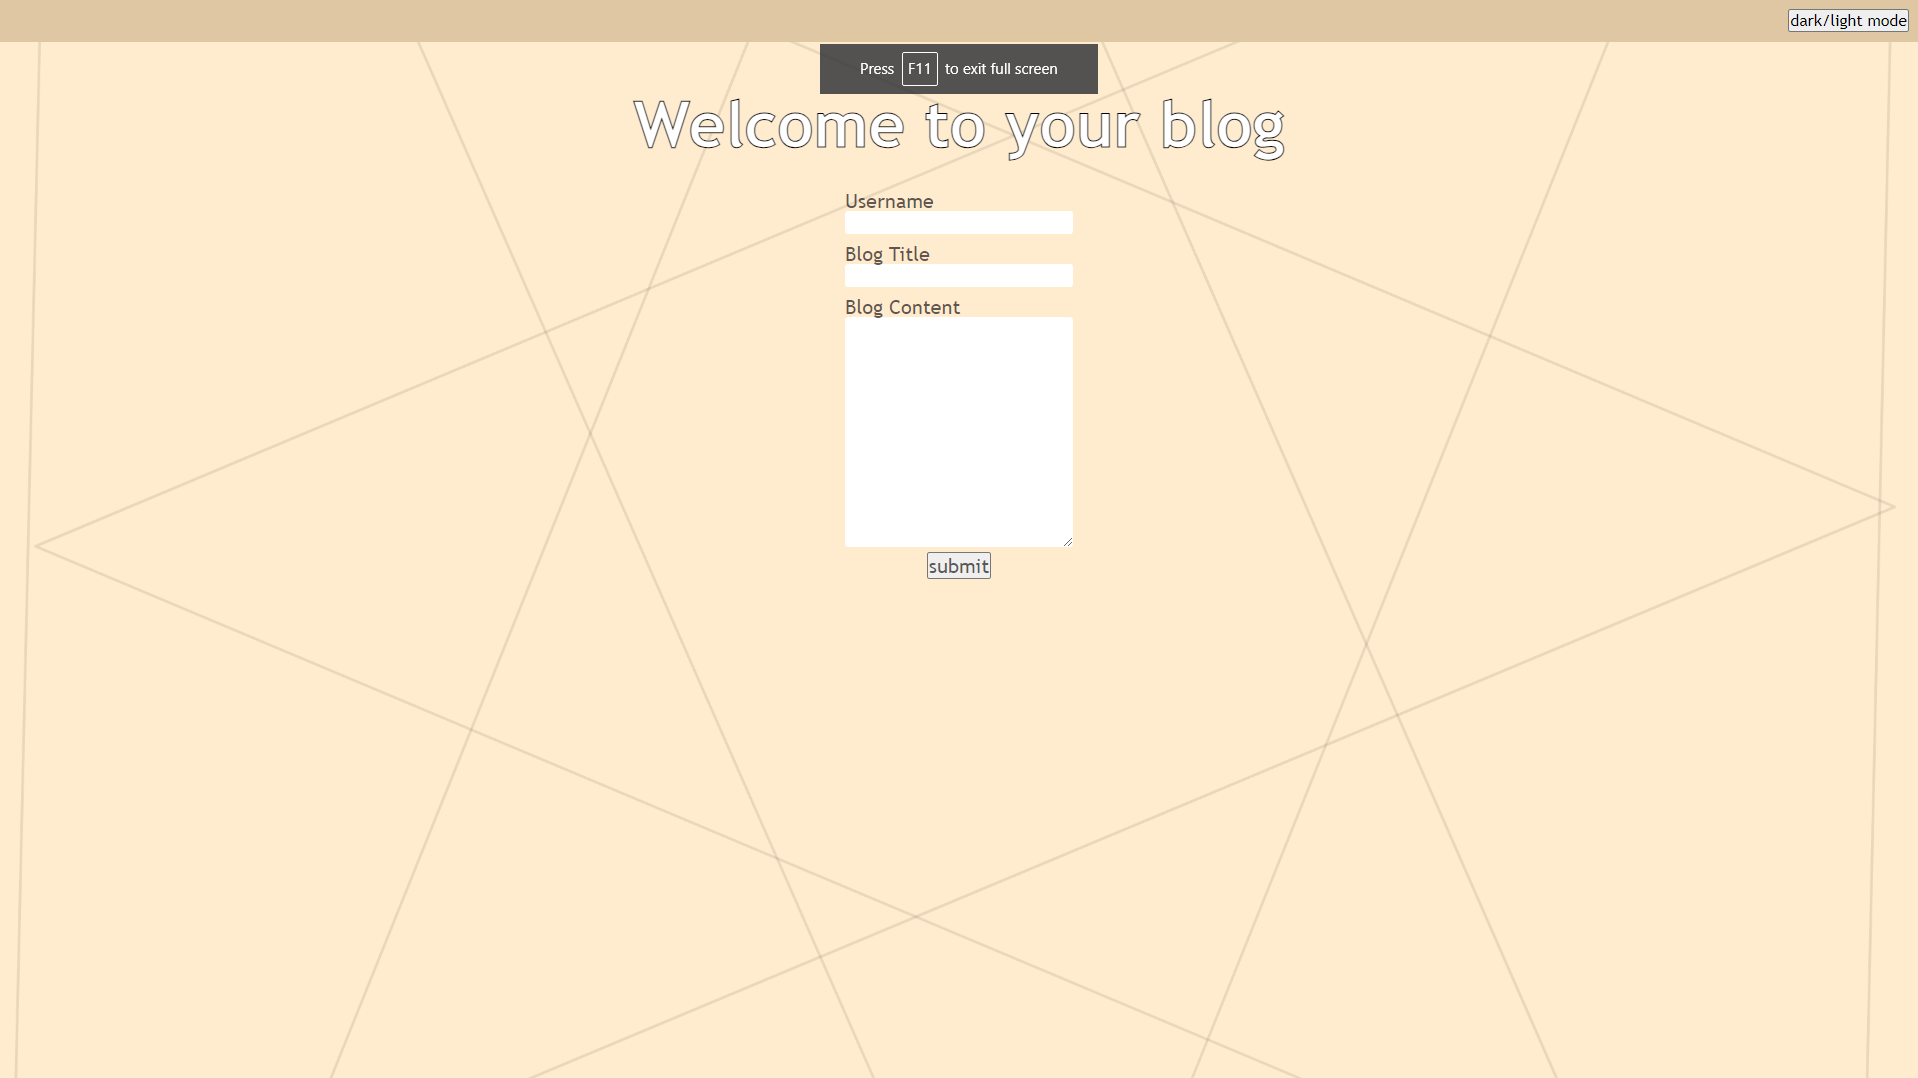 dark/light mode
Press F11 to exit full screen
Welcome to your blog
Username
Blog Title
Blog Content
submit